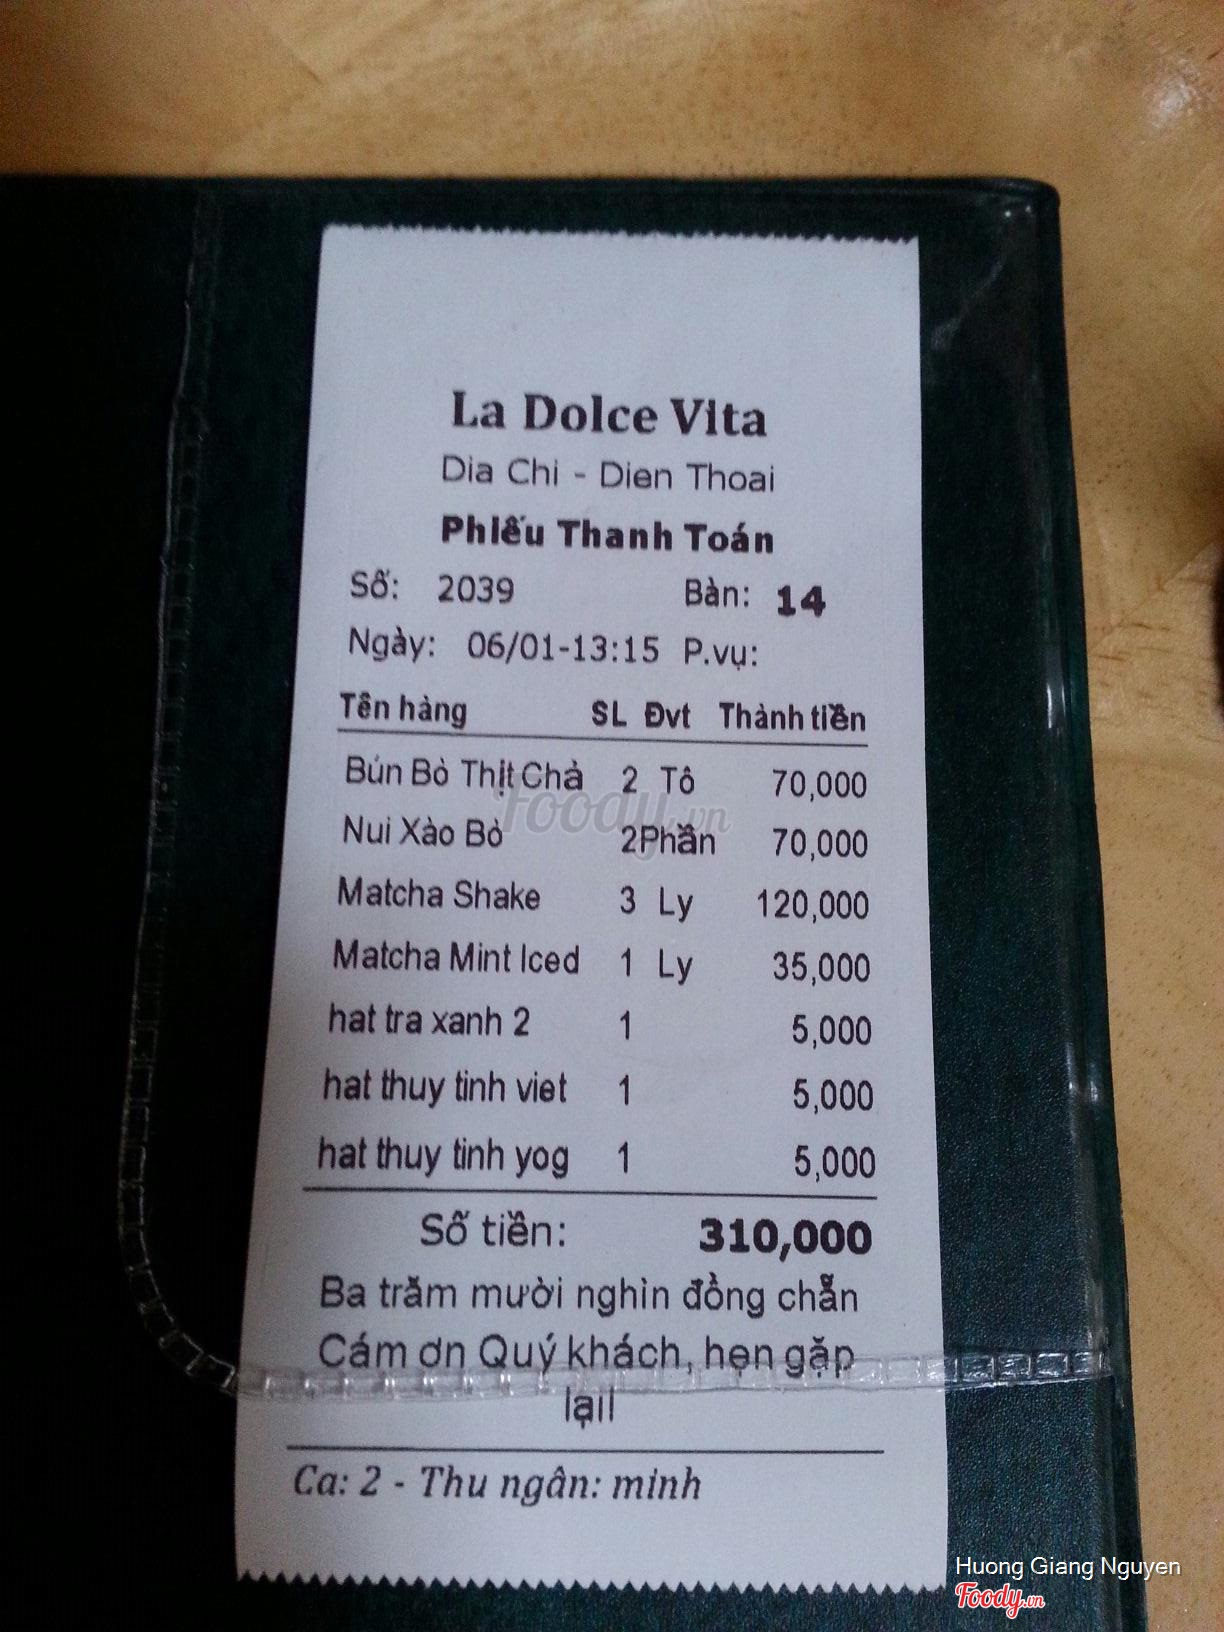 La Dolce Vita
Dia Chi - Dien Thoai
Phiếu Thanh Toán
Số: 2039 Bàn: 14
Ngày: 06/01-13:15 P.vụ:
Tên hàng SL Đvt Thành tiền
Bún Bò Thịt Chả 2 Tô 70,000
Nui Xào Bò 2 Phần 70,000
Matcha Shake 3 Ly 120,000
Matcha Mint Iced 1 Ly 35,000
hat tra xanh 2 1 5,000
hat thuy tinh viet 1 5,000
hat thuy tinh yog 1 5,000
Số tiền: 310,000
Ba trăm mười nghìn đồng chẵn
Cám ơn Quý khách, hẹn gặp
lại!
Ca: 2 - Thu ngân: minh
Foody.vn
Huong Giang Nguyen
Foody.vn